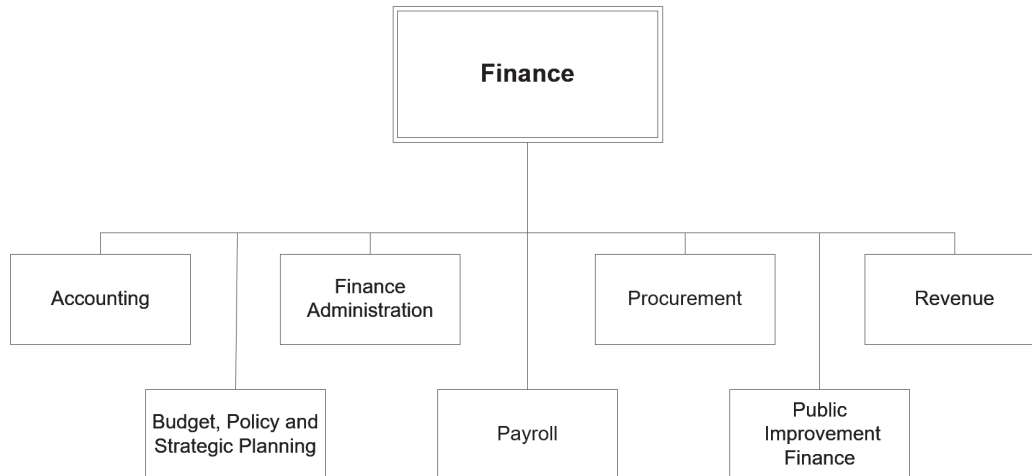 Finance
Accounting
Finance
Administration
Procurement
Revenue
Budget, Policy and
Strategic Planning
Payroll
Public
Improvement
Finance